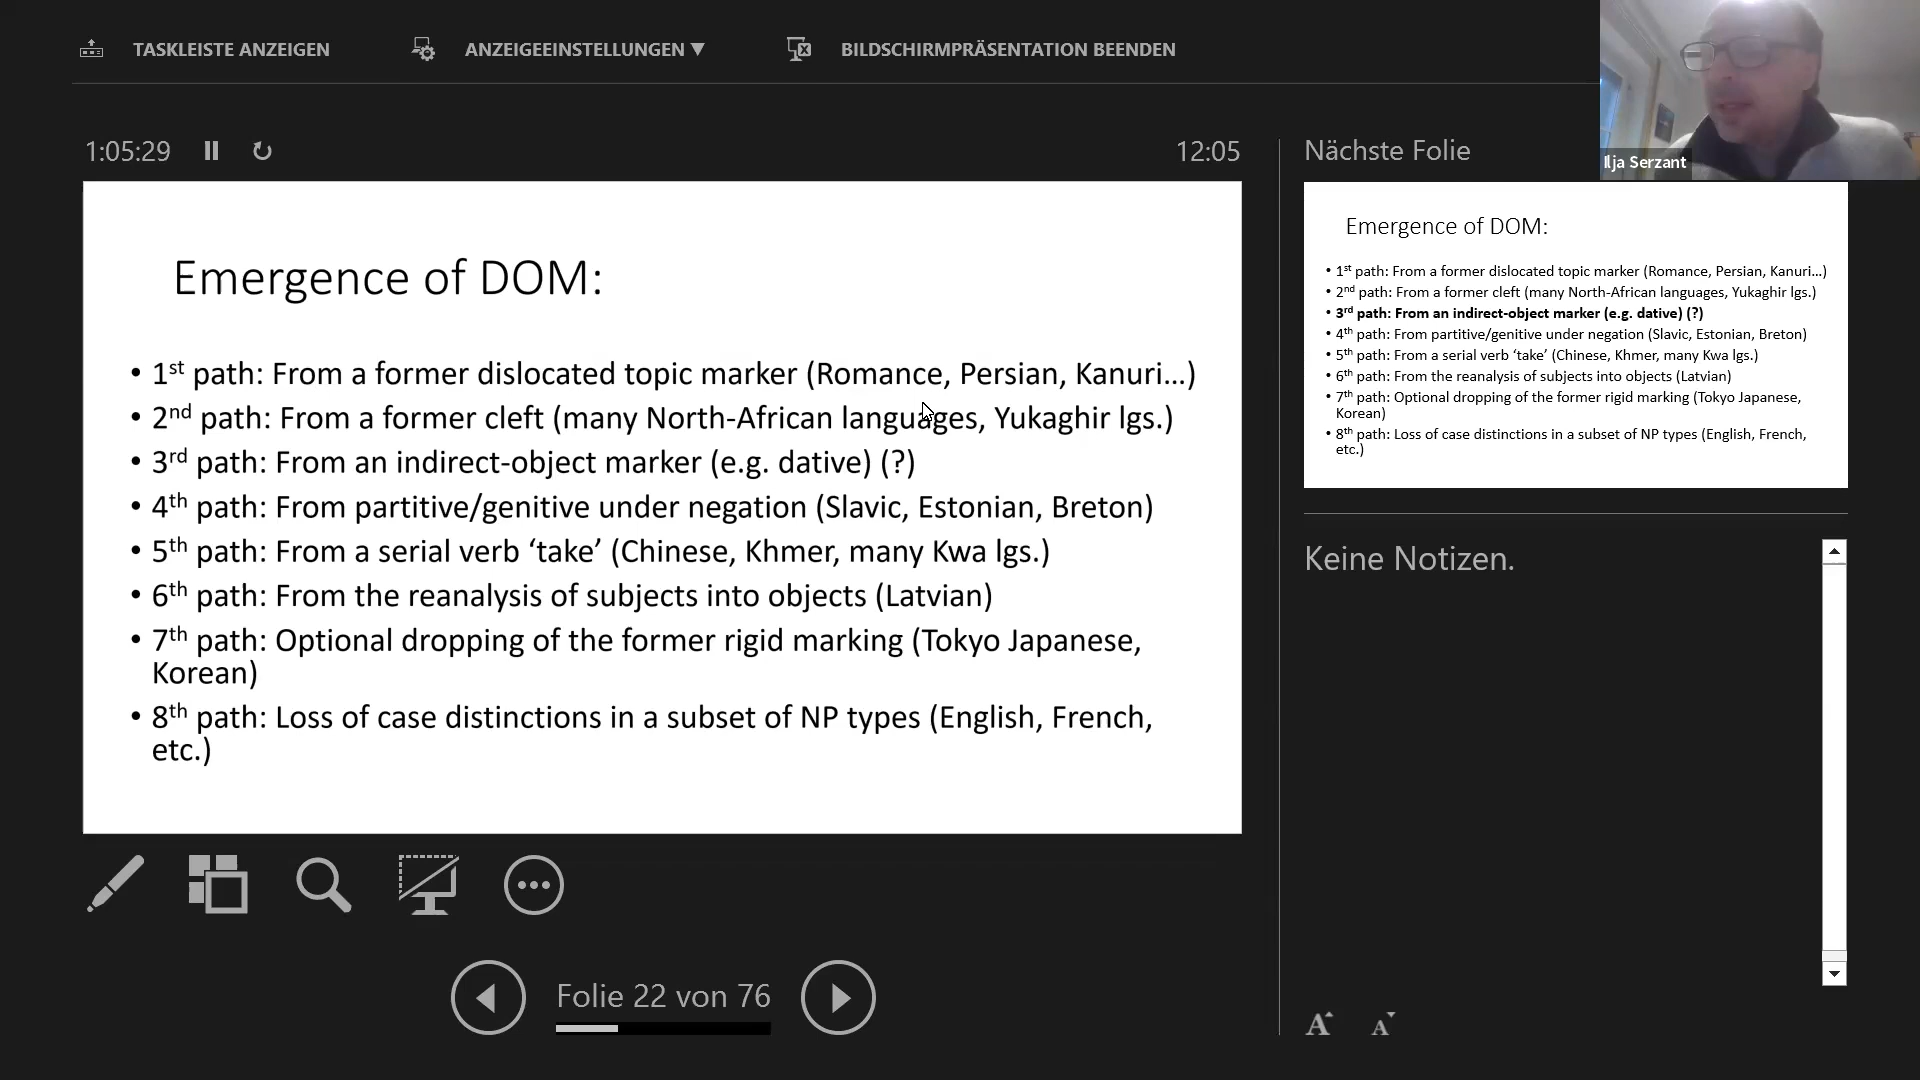 TASKLEISTE ANZEIGEN
ANZEIGEEINSTELLUNGEN ▼
BILDSCHIRMPRÄSENTATION BEENDEN
1:05:29
12:05
Emergence of DOM:
• 1st path: From a former dislocated topic marker (Romance, Persian, Kanuri...)
• 2nd path: From a former cleft (many North-African languages, Yukaghir lgs.)
• 3rd path: From an indirect-object marker (e.g. dative) (?)
• 4th path: From partitive/genitive under negation (Slavic, Estonian, Breton)
• 5th path: From a serial verb ‘take’ (Chinese, Khmer, many Kwa lgs.)
• 6th path: From the reanalysis of subjects into objects (Latvian)
• 7th path: Optional dropping of the former rigid marking (Tokyo Japanese,
Korean)
• 8th path: Loss of case distinctions in a subset of NP types (English, French,
etc.)
Folie 22 von 76
Nächste Folie
Ilja Serzant
Emergence of DOM:
• 1st path: From a former dislocated topic marker (Romance, Persian, Kanuri...)
• 2nd path: From a former cleft (many North-African languages, Yukaghir lgs.)
• 3rd path: From an indirect-object marker (e.g. dative) (?)
• 4th path: From partitive/genitive under negation (Slavic, Estonian, Breton)
• 5th path: From a serial verb ‘take’ (Chinese, Khmer, many Kwa lgs.)
• 6th path: From the reanalysis of subjects into objects (Latvian)
• 7th path: Optional dropping of the former rigid marking (Tokyo Japanese,
Korean)
• 8th path: Loss of case distinctions in a subset of NP types (English, French,
etc.)
Keine Notizen.
A A